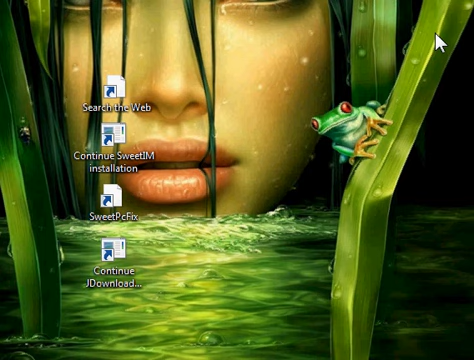 Search the Web
Continue SweetIM
installation
SweetPcFix
Continue
JDownload...